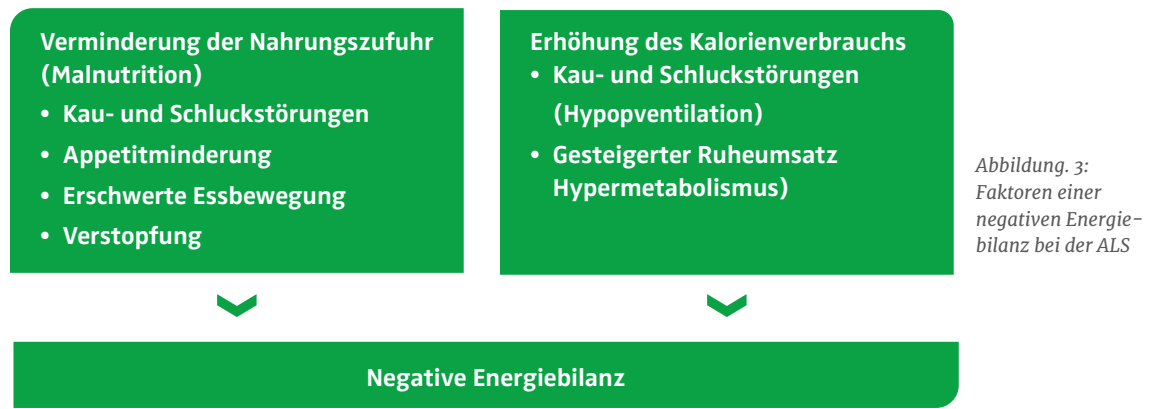 Verminderung der Nahrungszufuhr
(Malnutrition)
• Kau- und Schluckstörungen
• Appetitminderung
• Erschwerte Essbewegung
• Verstopfung
Erhöhung des Kalorienverbrauchs
• Kau- und Schluckstörungen
(Hypopventilation)
• Gesteigerter Ruheumsatz
Hypermetabolismus)
Abbildung. 3:
Faktoren einer
negativen Energie-
bilanz bei der ALS
Negative Energiebilanz